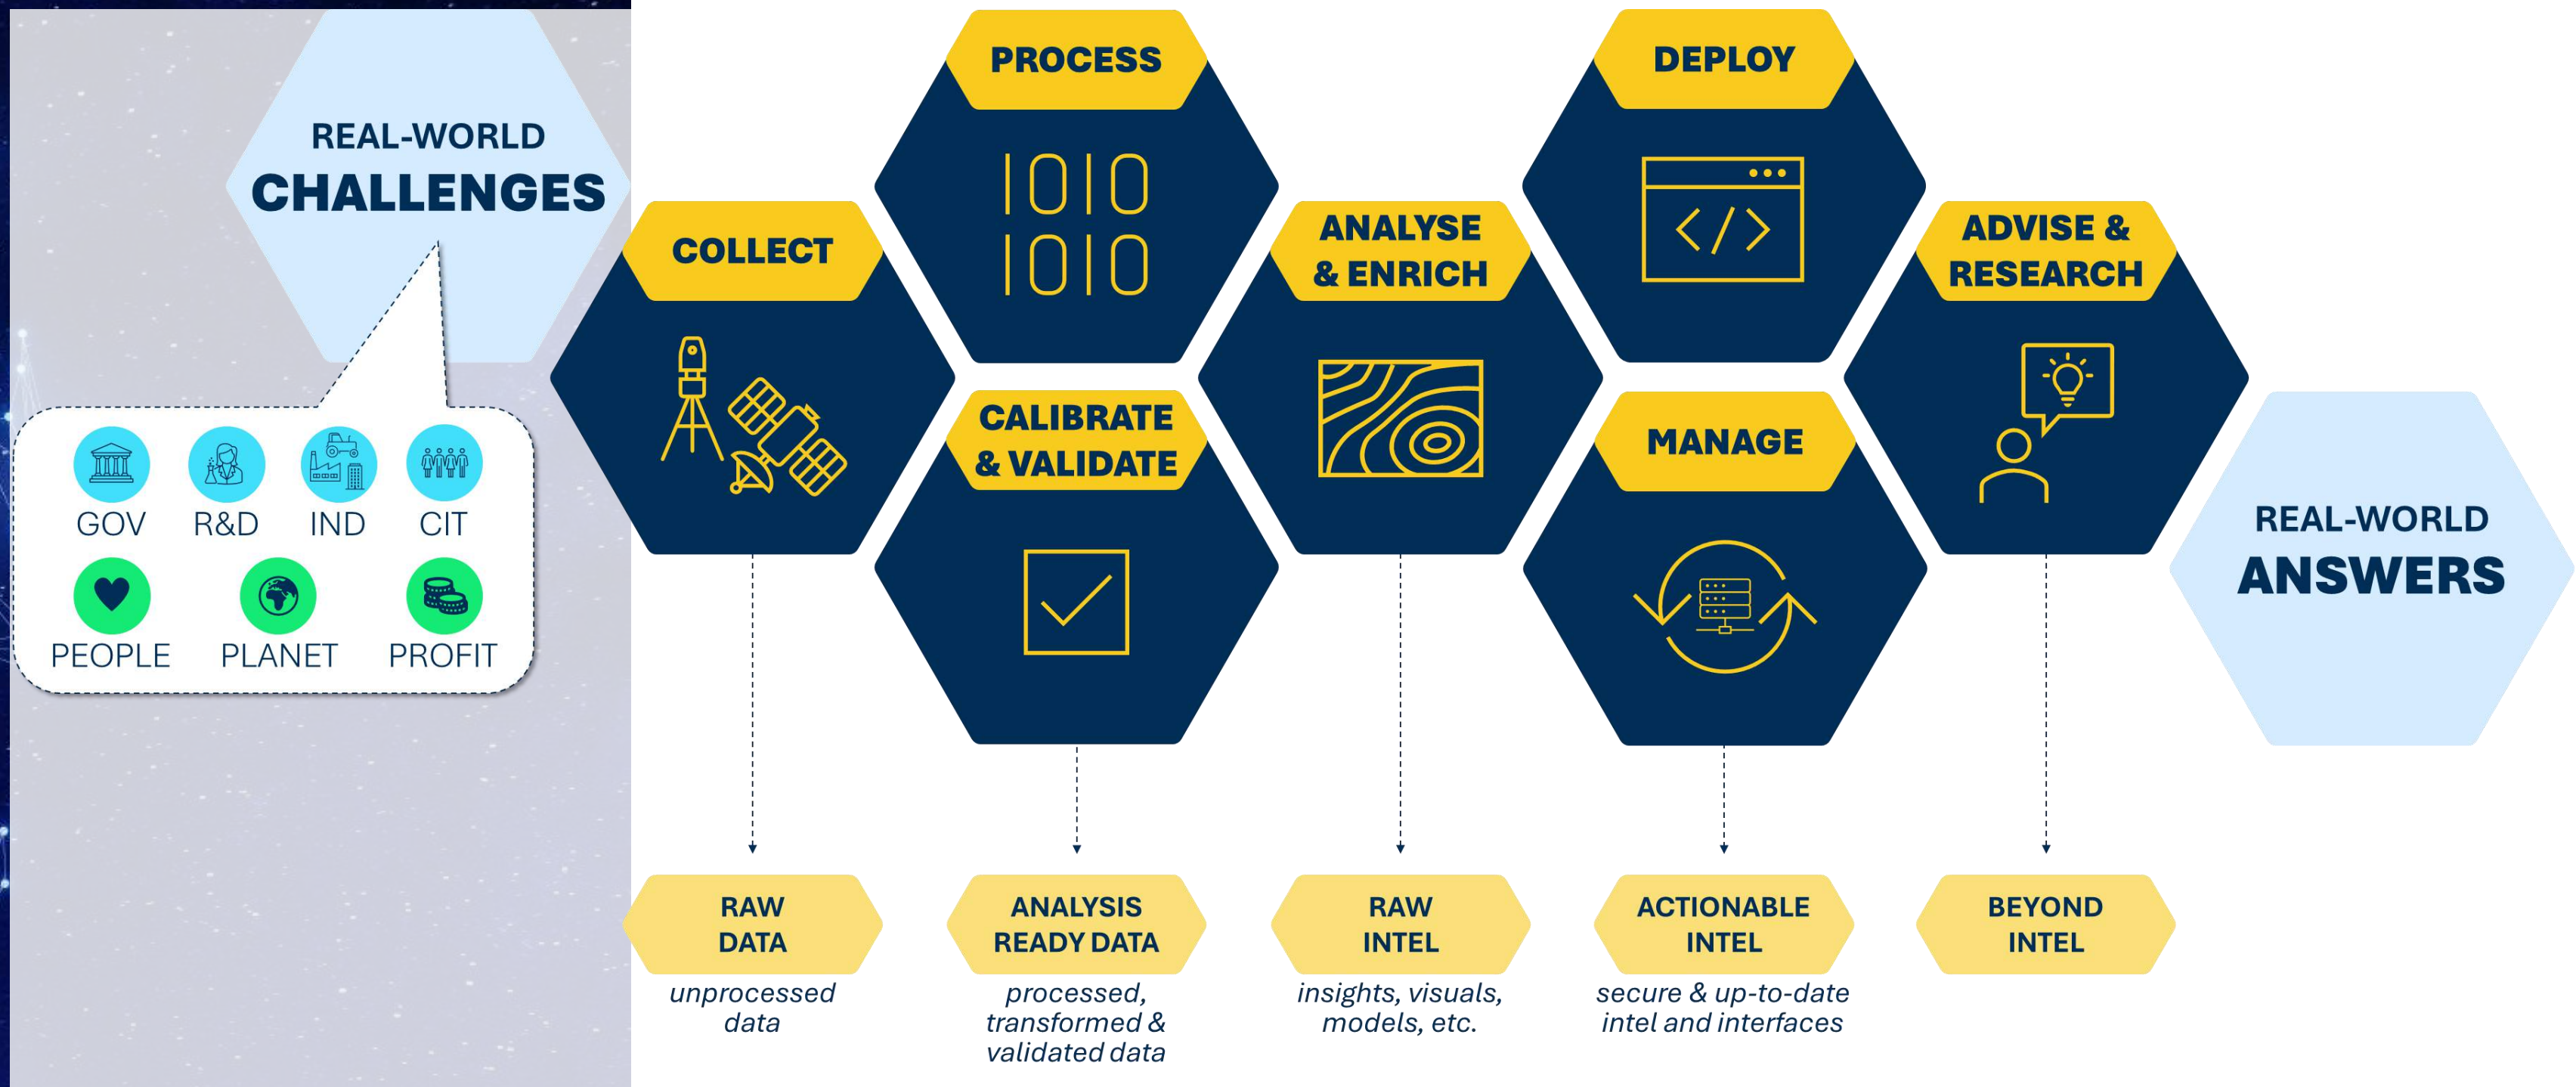 REAL-WORLD
CHALLENGES
GOV
R&D
IND
CIT
PEOPLE
PLANET
PROFIT
COLLECT
PROCESS
1010
1010
CALIBRATE
& VALIDATE
ANALYSE
& ENRICH
DEPLOY
</>
MANAGE
ADVISE &
RESEARCH
REAL-WORLD
ANSWERS
RAW
DATA
unprocessed
data
ANALYSIS
READY DATA
processed,
transformed &
validated data
RAW
INTEL
insights, visuals,
models, etc.
ACTIONABLE
INTEL
secure & up-to-date
intel and interfaces
BEYOND
INTEL